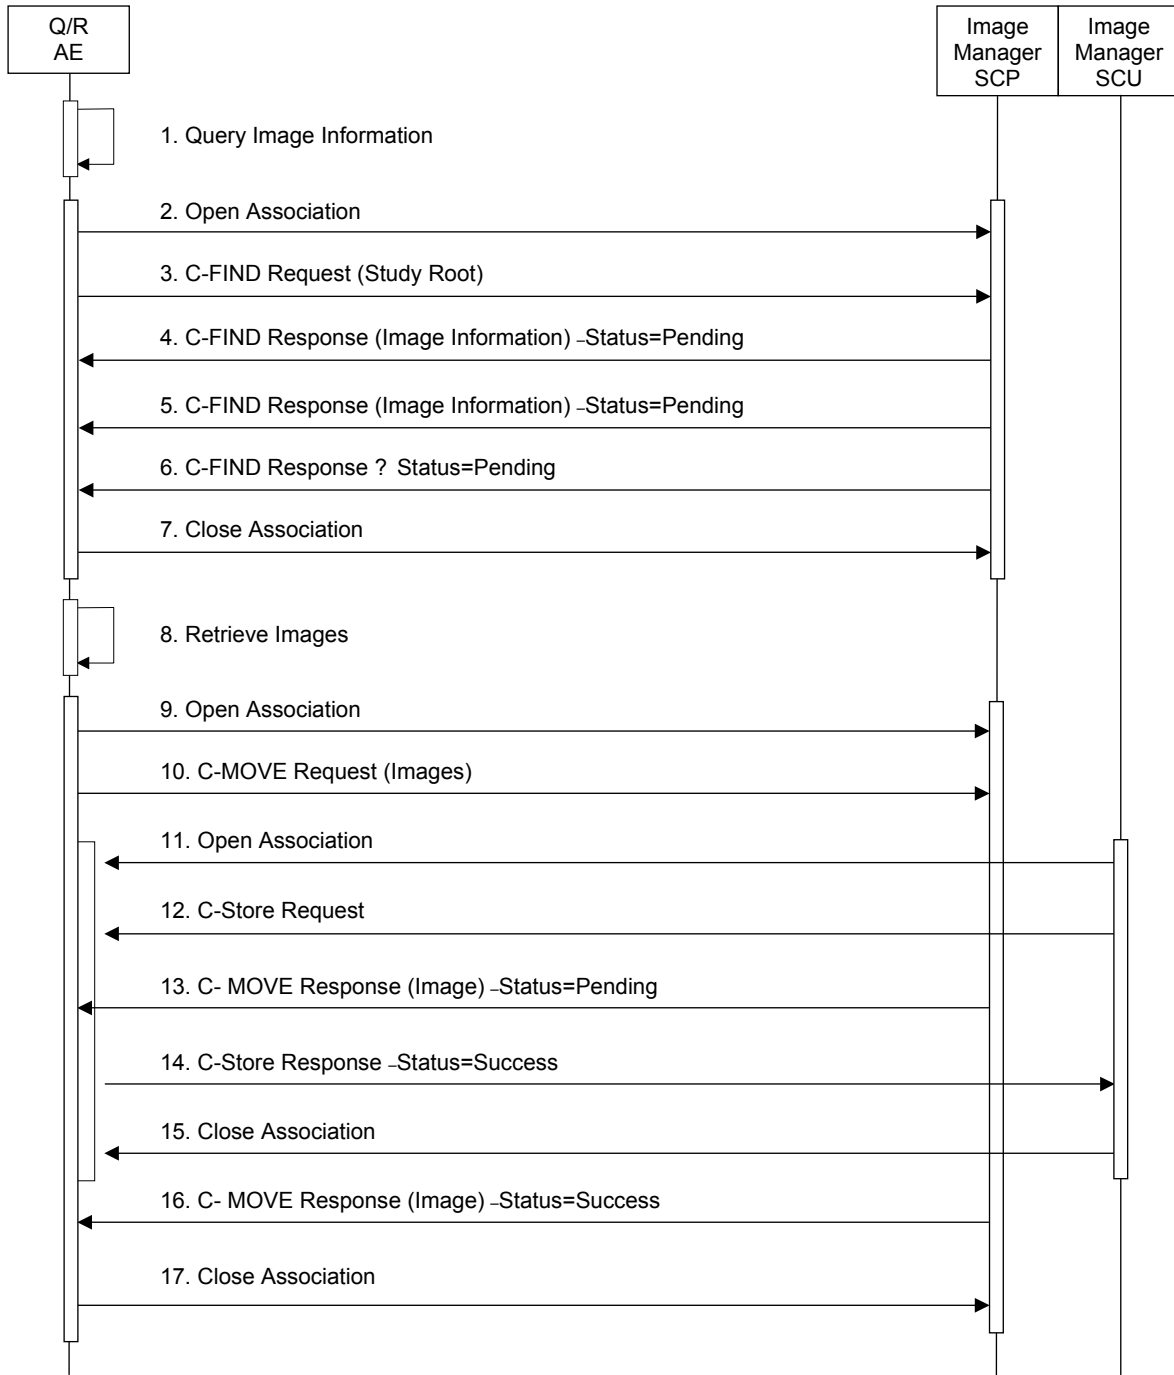 Q/R
AE
Image
Manager
SCP
Image
Manager
SCU
1. Query Image Information
2. Open Association
3. C-FIND Request (Study Root)
4. C-FIND Response (Image Information) –Status=Pending
5. C-FIND Response (Image Information) –Status=Pending
6. C-FIND Response ? Status=Pending
7. Close Association
8. Retrieve Images
9. Open Association
10. C-MOVE Request (Images)
11. Open Association
12. C-Store Request
13. C- MOVE Response (Image) –Status=Pending
14. C-Store Response –Status=Success
15. Close Association
16. C- MOVE Response (Image) –Status=Success
17. Close Association